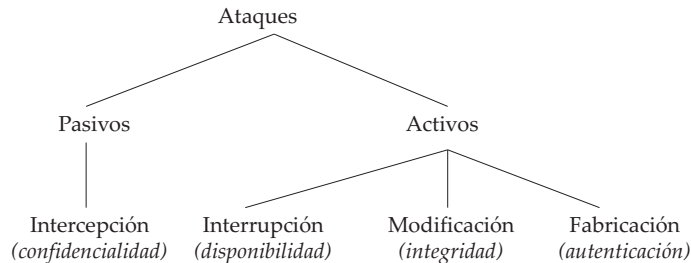 Ataques
Pasivos
Activos
Intercepción
(confidencialidad)
Interrupción
(disponibilidad)
Modificación
(integridad)
Fabricación
(autenticación)